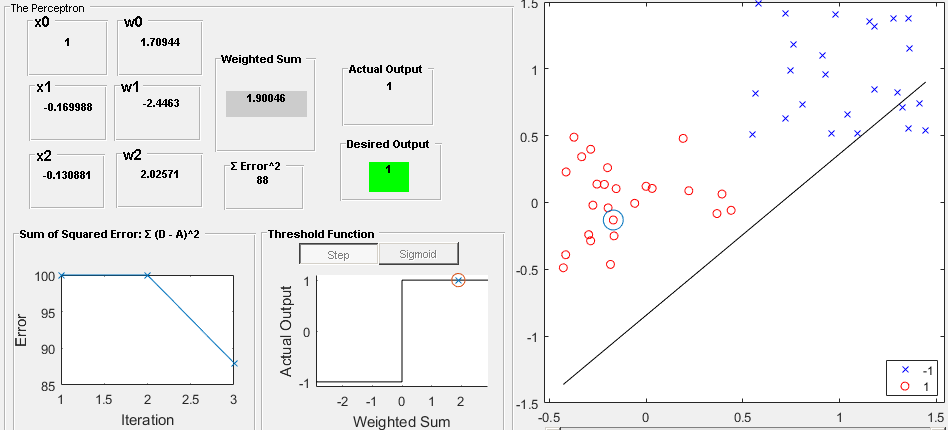 The Perceptron
x0
1
w0
1.70944
x1
-0.169988
w1
-2.4463
x2
-0.130881
w2
2.02571
Weighted Sum
1.90046
Σ Error^2
88
Actual Output
1
Desired Output
1
Sum of Squared Error: Σ (D - A)^2
100
95
90
85
1 1.5 2 2.5 3
Error
Iteration
Threshold Function
Step
Sigmoid
1
0
-1
-2 -1 0 1 2
Actual Output
Weighted Sum
1.5
1
0.5
0
-0.5
-1
-1.5
-0.5 0 0.5 1 1.5
-1
1